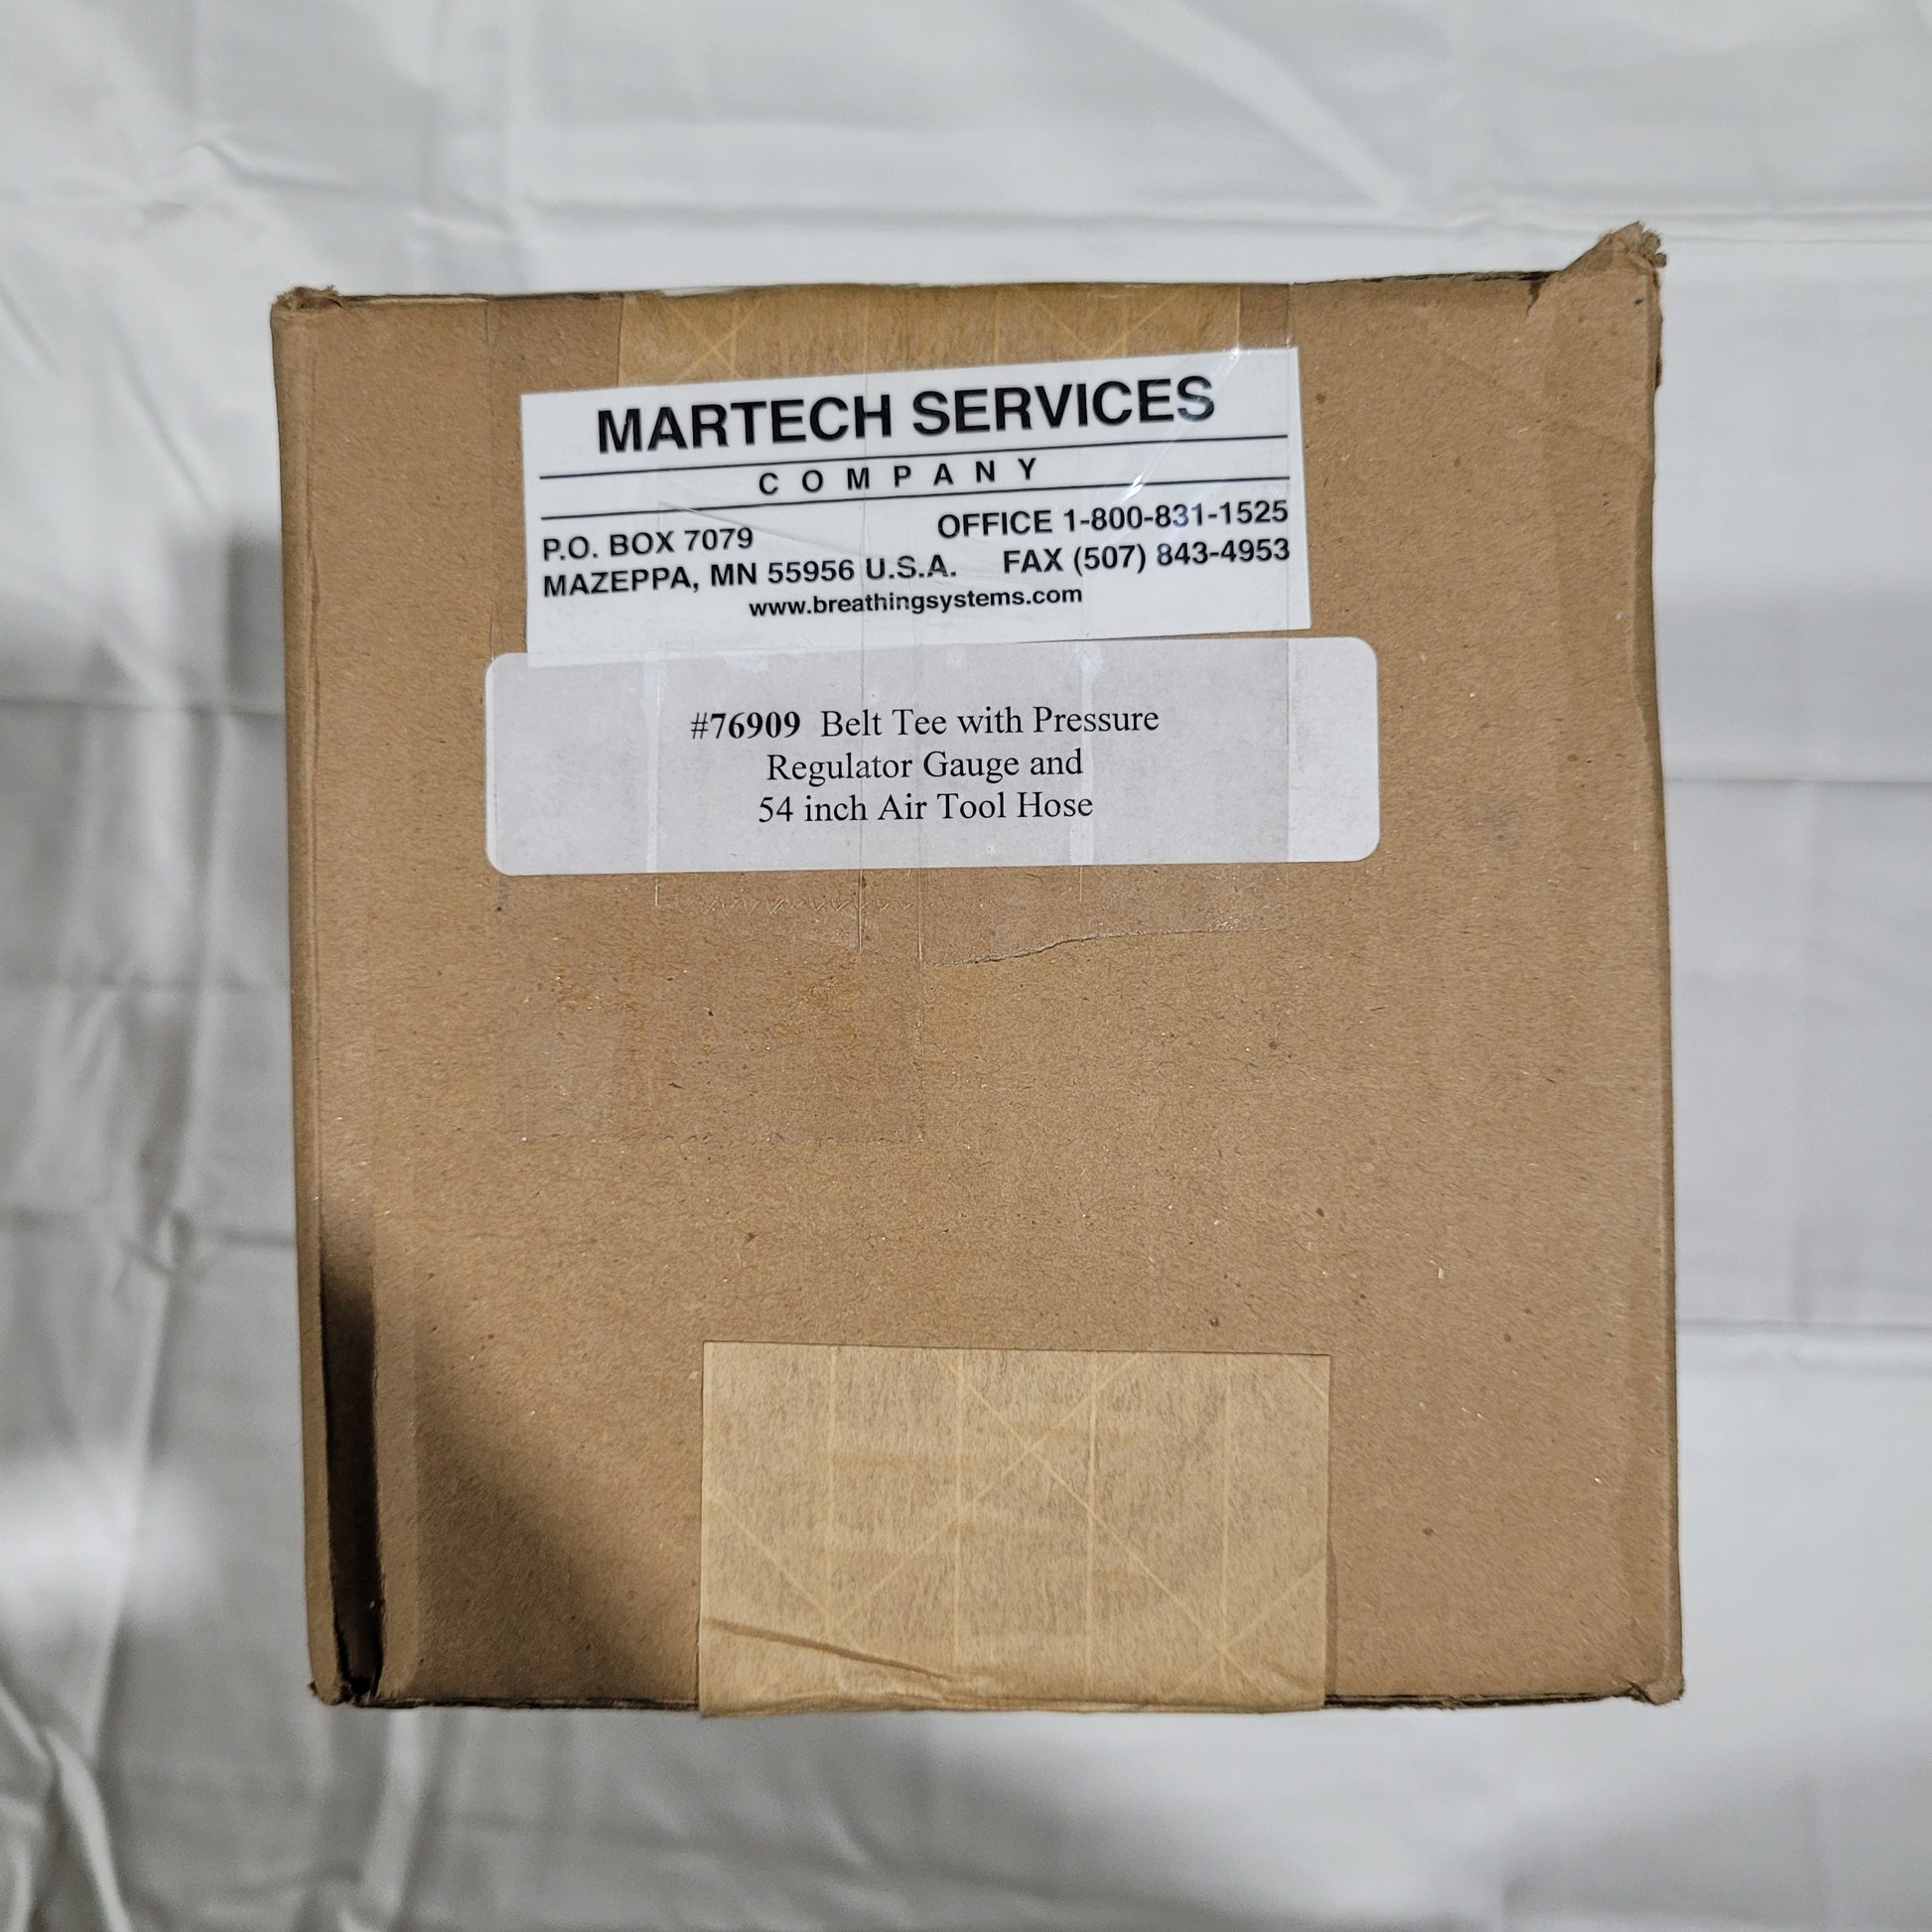 MARTECH SERVICES
COMPANY
P.O. BOX 7079 OFFICE 1-800-831-1525
MAZEPPA, MN 55956 U.S.A. FAX (507) 843-4953
www.breathingsystems.com
#76909 Belt Tee with Pressure
Regulator Gauge and
54 inch Air Tool Hose